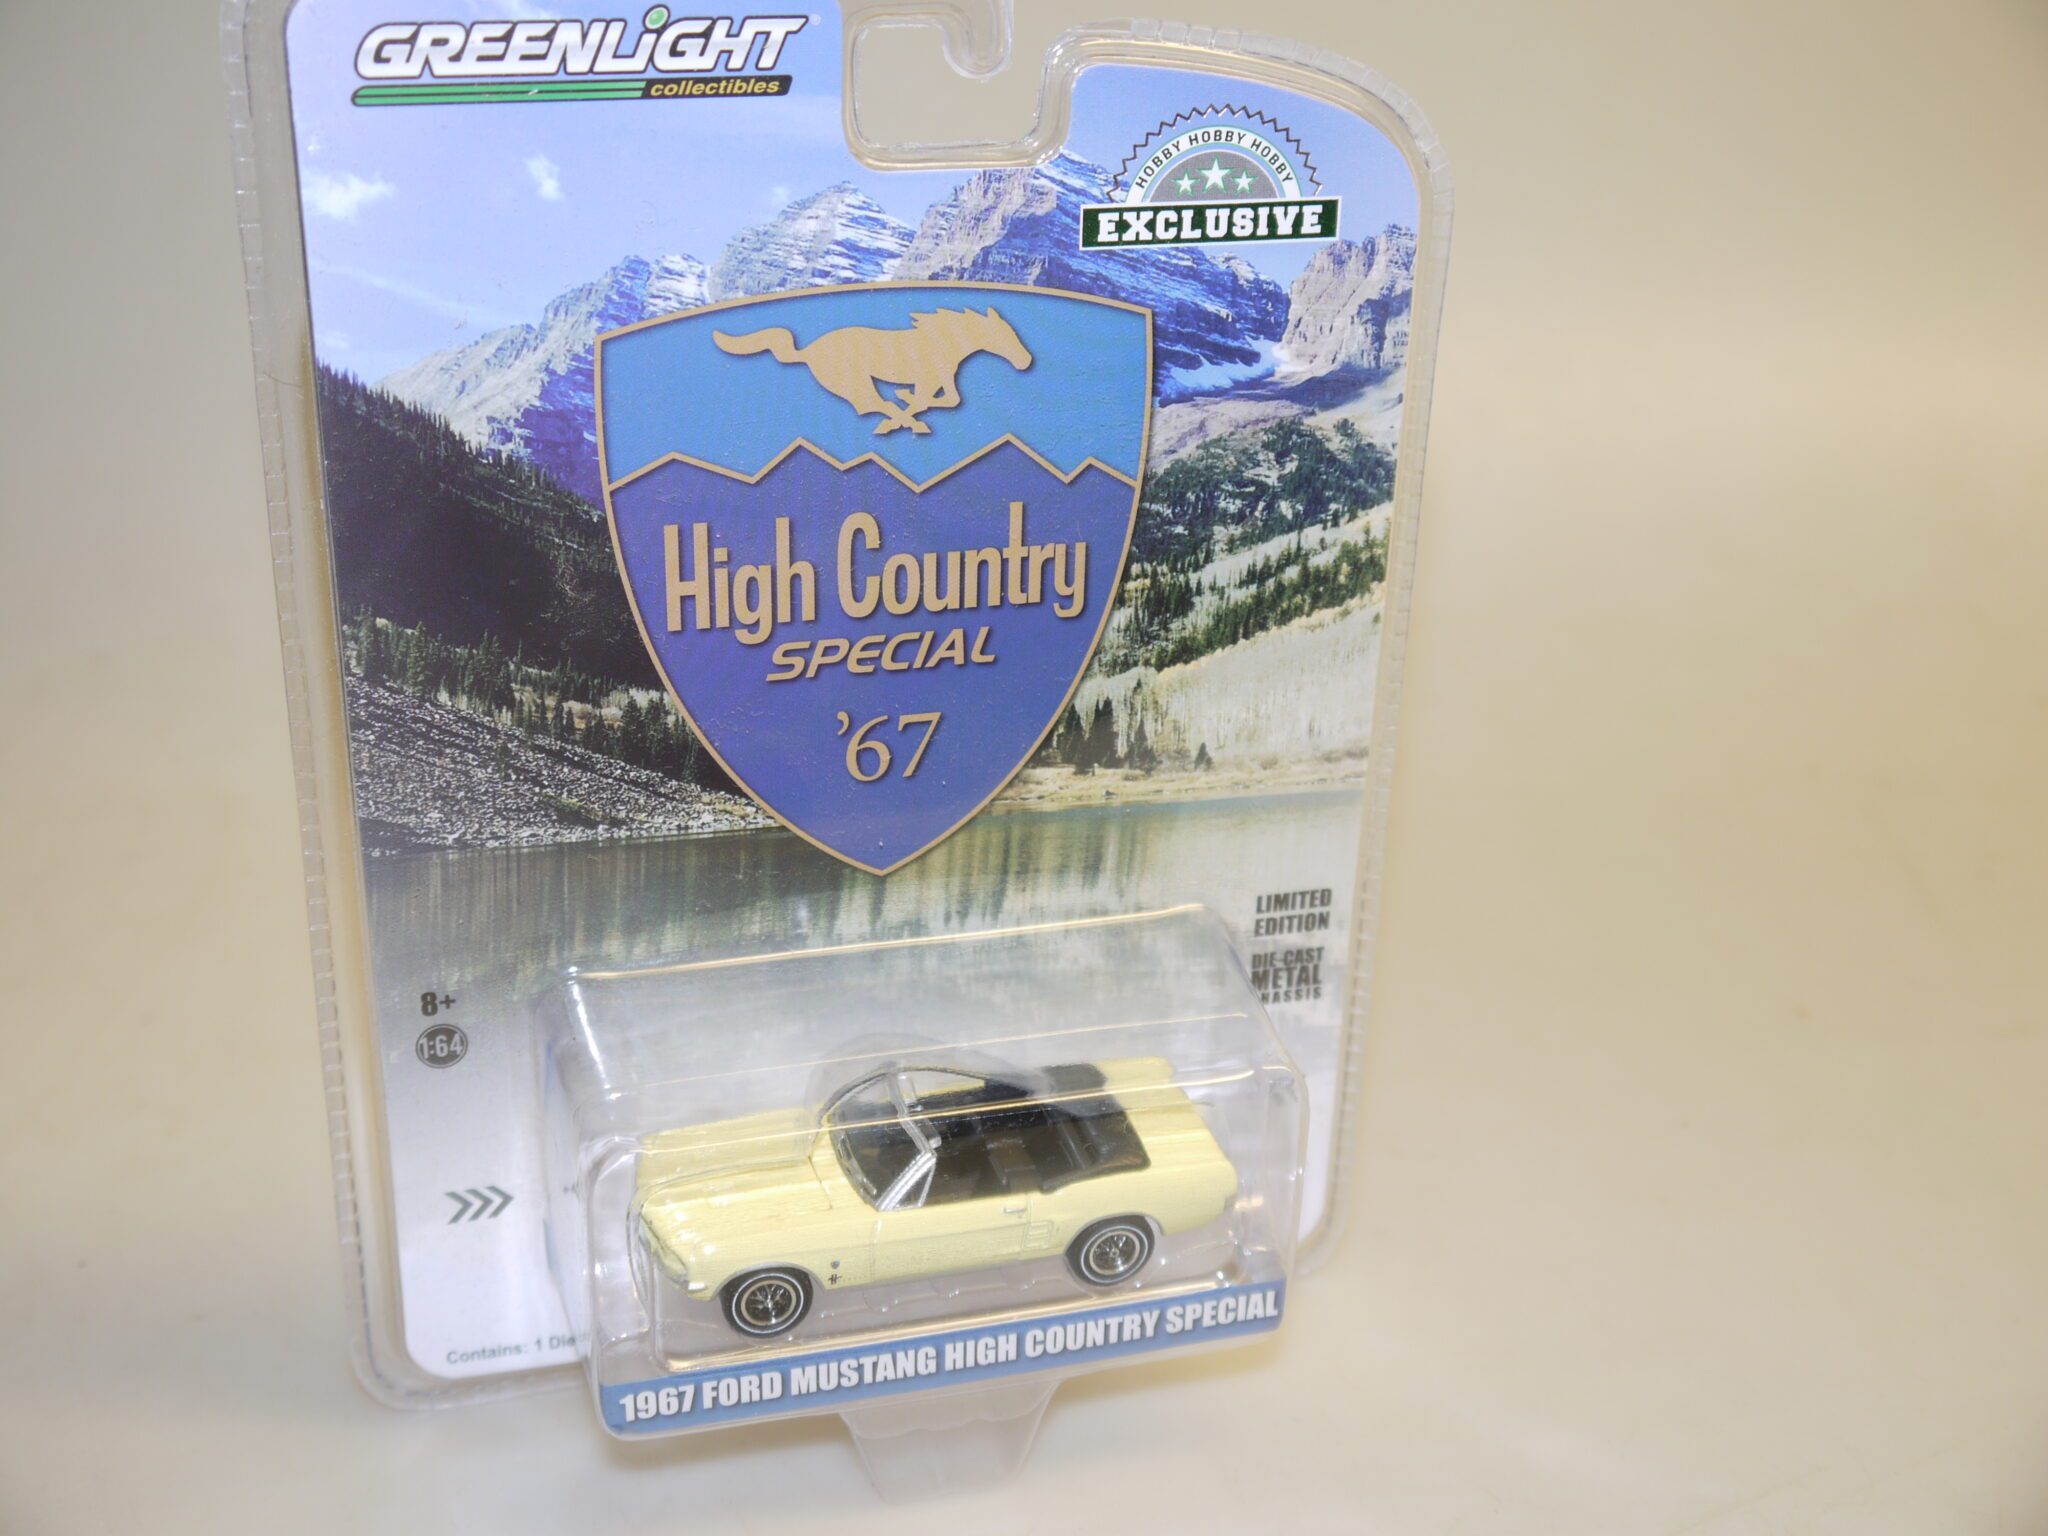 GREENLiGHT
collectibles
HOBBY HOBBY HOBBY
EXCLUSIVE
High Country
SPECIAL
'67
LIMITED
EDITION
DIE-CAST
METAL
8+
1:64
Contains: 1
1967 FORD MUSTANG HIGH COUNTRY SPECIAL